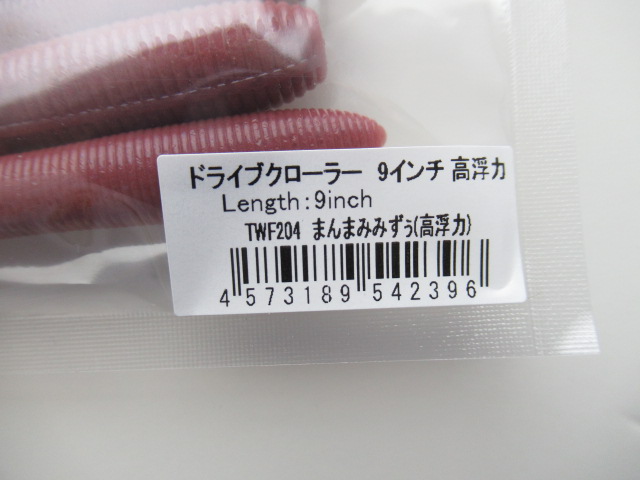 ドライブクローラー 9インチ 高浮力
Length:9inch
TWF204 まんまみみずぅ(高浮力)
4 573189 542396